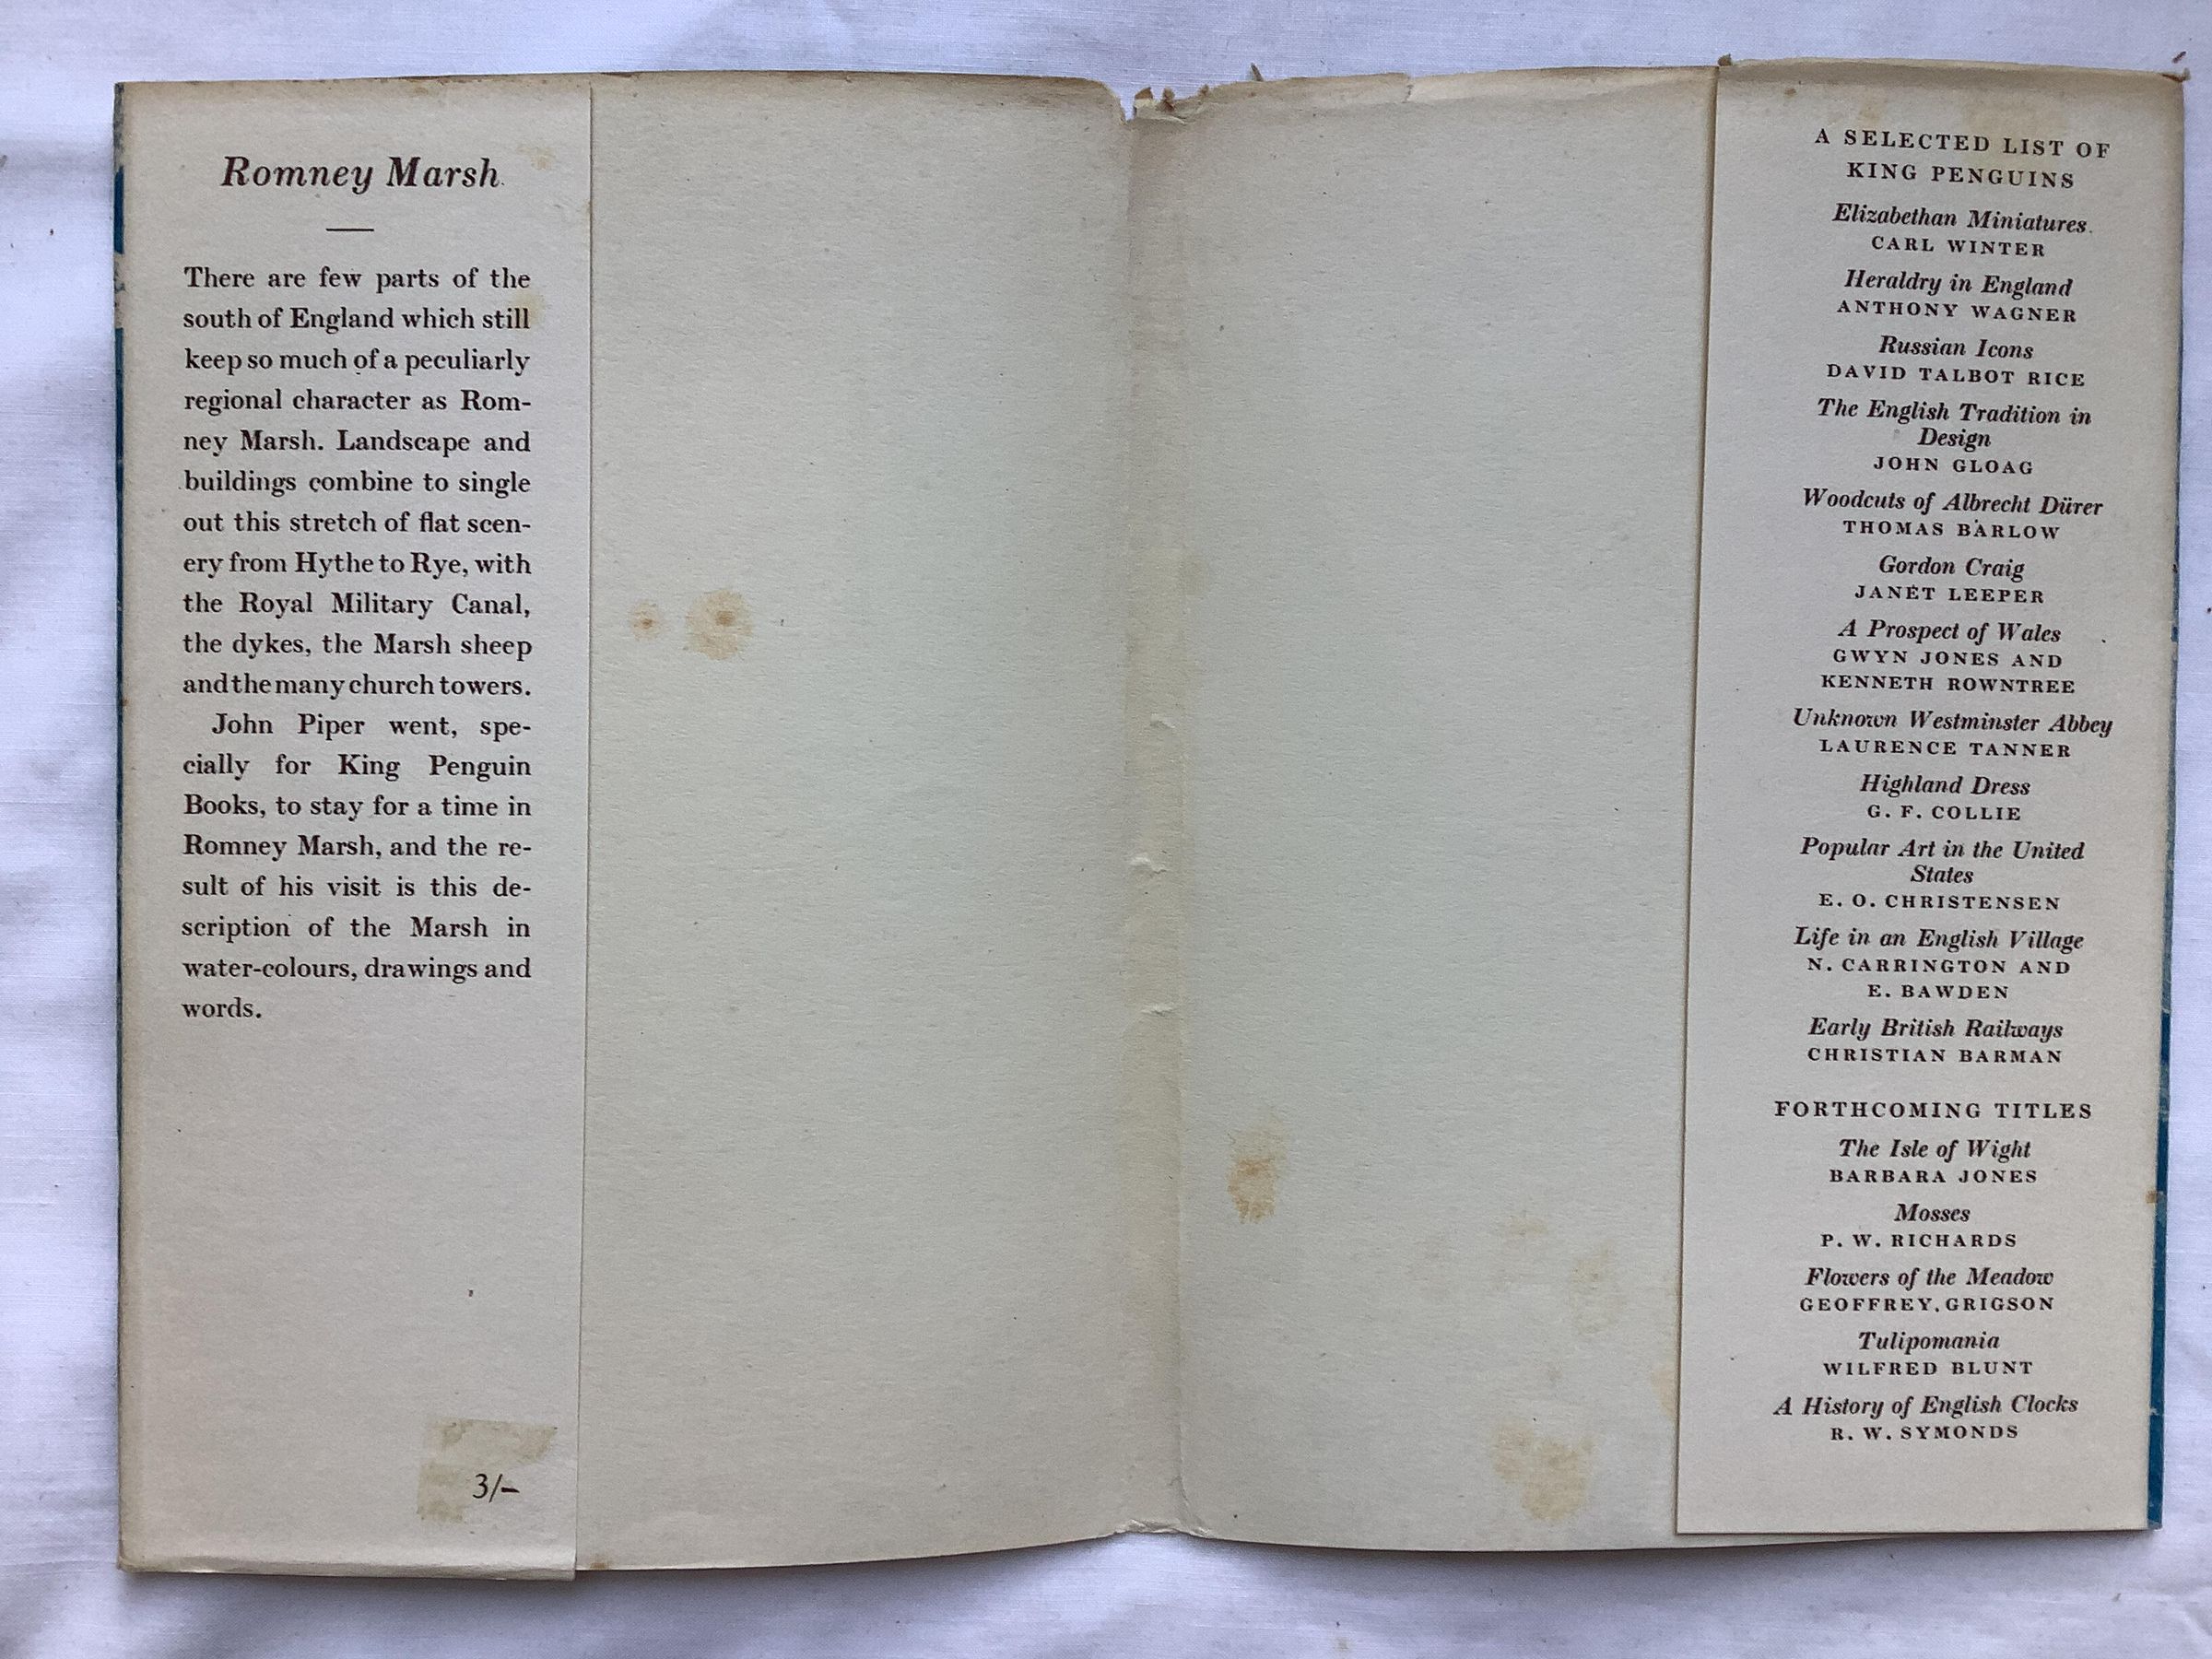 Romney Marsh
There are few parts of the
south of England which still
keep so much of a peculiarly
regional character as Rom-
ney Marsh. Landscape and
buildings combine to single
out this stretch of flat scen-
ery from Hythe to Rye, with
the Royal Military Canal,
the dykes, the Marsh sheep
and the many church towers.
John Piper went, spe-
cially for King Penguin
Books, to stay for a time in
Romney Marsh, and the re-
sult of his visit is this de-
scription of the Marsh in
water-colours, drawings and
words.
3/-
A SELECTED LIST OF
KING PENGUINS
Elizabethan Miniatures
CARL WINTER
Heraldry in England
ANTHONY WAGNER
Russian Icons
DAVID TALBOT RICE
The English Tradition in
Design
JOHN GLOAG
Woodcuts of Albrecht Dürer
THOMAS BARLOW
Gordon Craig
JANET LEEPER
A Prospect of Wales
GWYN JONES AND
KENNETH ROWNTREE
Unknown Westminster Abbey
LAURENCE TANNER
Highland Dress
G. F. COLLIE
Popular Art in the United
States
E. O. CHRISTENSEN
Life in an English Village
N. CARRINGTON AND
E. BAWDEN
Early British Railways
CHRISTIAN BARMAN
FORTHCOMING TITLES
The Isle of Wight
BARBARA JONES
Mosses
P. W. RICHARDS
Flowers of the Meadow
GEOFFREY GRIGSON
Tulipomania
WILFRED BLUNT
A History of English Clocks
R. W. SYMONDS